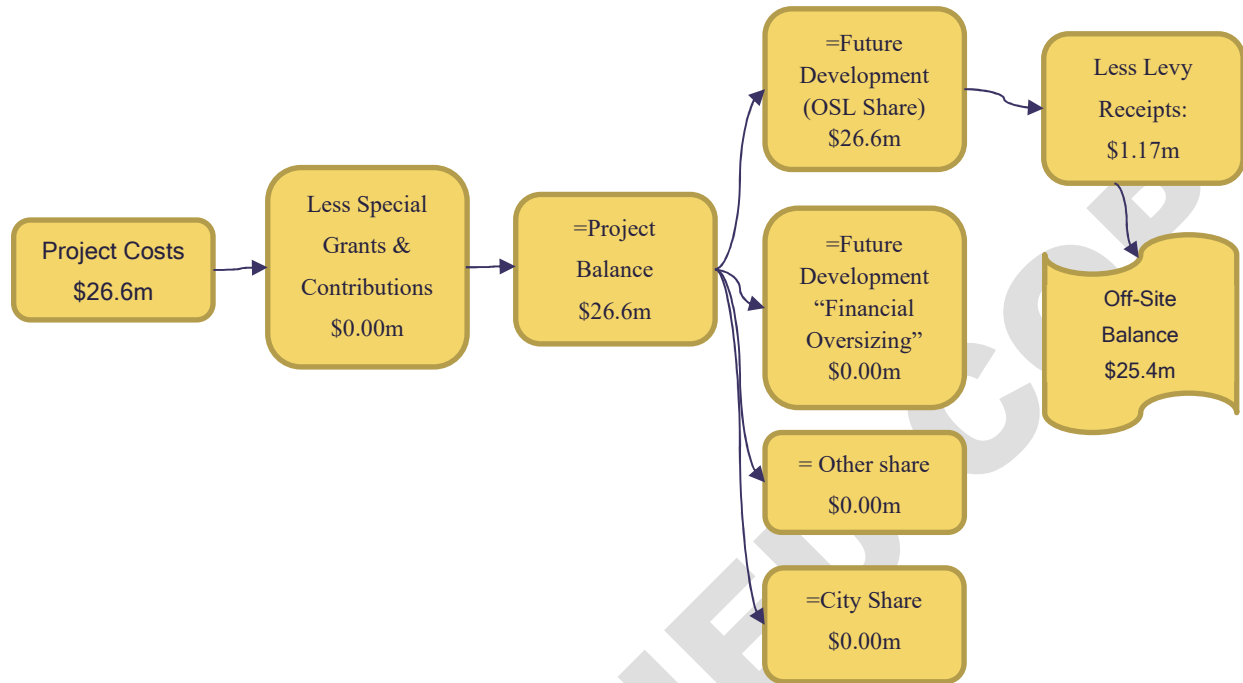 Project Costs
$26.6m
Less Special
Grants &
Contributions
$0.00m
=Project
Balance
$26.6m
=Future
Development
(OSL Share)
$26.6m
Less Levy
Receipts:
$1.17m
=Future
Development
“Financial
Oversizing”
$0.00m
Off-Site
Balance
$25.4m
= Other share
$0.00m
=City Share
$0.00m